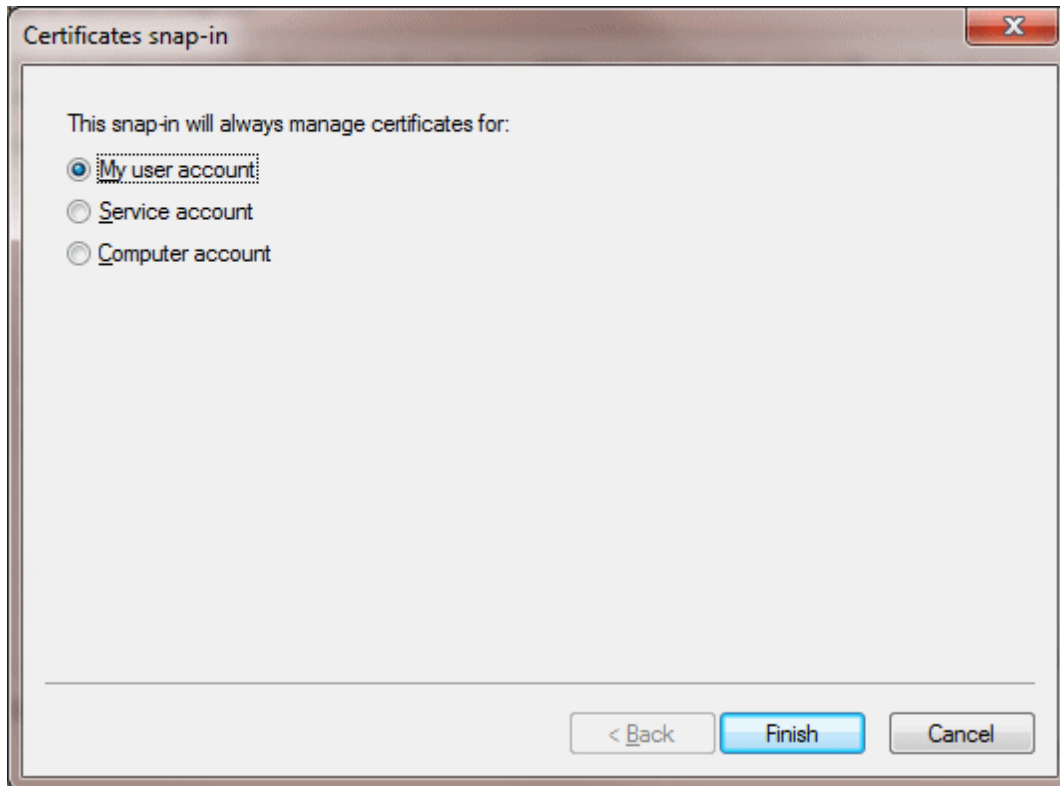 Certificates snap-in
This snap-in will always manage certificates for:
My user account
Service account
Computer account
< Back Finish Cancel